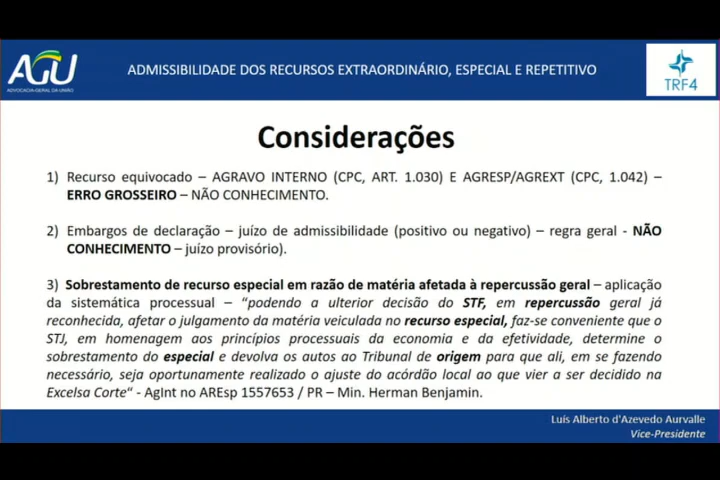 AGU
ADVOCACIA-GERAL DA UNIÃO
ADMISSIBILIDADE DOS RECURSOS EXTRAORDINÁRIO, ESPECIAL E REPETITIVO
TRF4
Considerações
1) Recurso equivocado – AGRAVO INTERNO (CPC, ART. 1.030) E AGRESP/AGREXT (CPC, 1.042) –
ERRO GROSSEIRO – NÃO CONHECIMENTO.
2) Embargos de declaração – juízo de admissibilidade (positivo ou negativo) – regra geral - NÃO
CONHECIMENTO – juízo provisório).
3) Sobrestamento de recurso especial em razão de matéria afetada à repercussão geral – aplicação
da sistemática processual – “podendo a ulterior decisão do STF, em repercussão geral já
reconhecida, afetar o julgamento da matéria veiculada no recurso especial, faz-se conveniente que o
STJ, em homenagem aos princípios processuais da economia e da efetividade, determine o
sobrestamento do especial e devolva os autos ao Tribunal de origem para que ali, em se fazendo
necessário, seja oportunamente realizado o ajuste do acórdão local ao que vier a ser decidido na
Excelsa Corte“ - AgInt no AREsp 1557653 / PR – Min. Herman Benjamin.
Luís Alberto d'Azevedo Aurvalle
Vice-Presidente